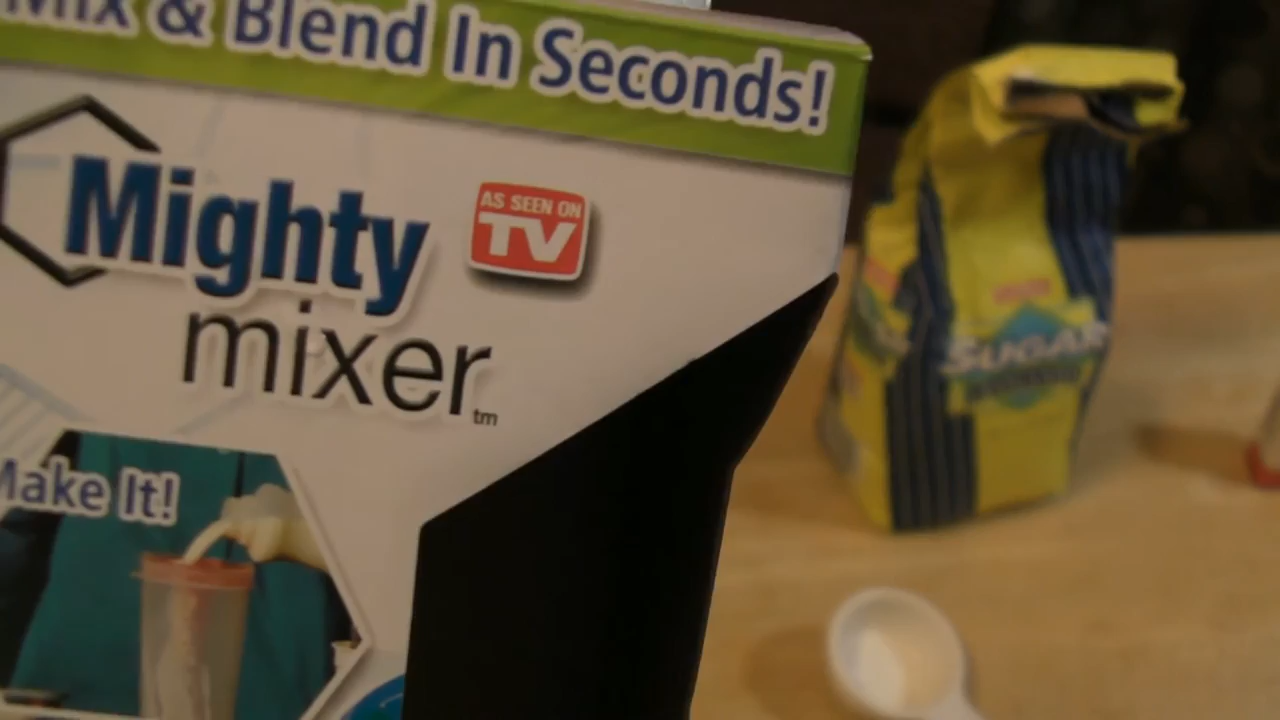 Mix & Blend In Seconds!
Mighty
mixer
tm
AS SEEN ON
TV
Make It!
SUGAR